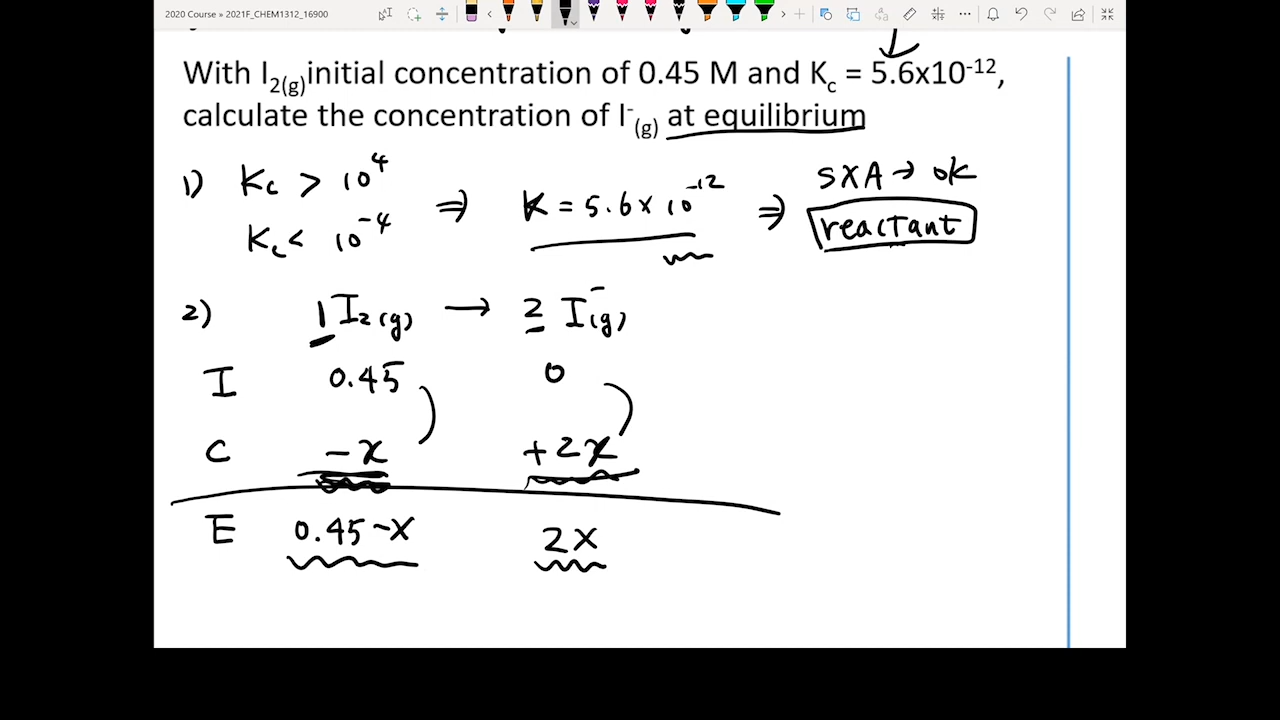 2020 Course » 2021F_CHEM1312_16900
With I₂₍g₎initial concentration of 0.45 M and Kc = 5.6x10⁻¹²,
calculate the concentration of I⁻(g) at equilibrium
1) Kc > 10⁴
Kc < 10⁻⁴
⇒ K = 5.6 x 10⁻¹² ⇒
SXA → ok
reactant
2) 1 I₂(g) → 2 I⁻(g)
I 0.45 0
C -x +2x
E 0.45-x 2x